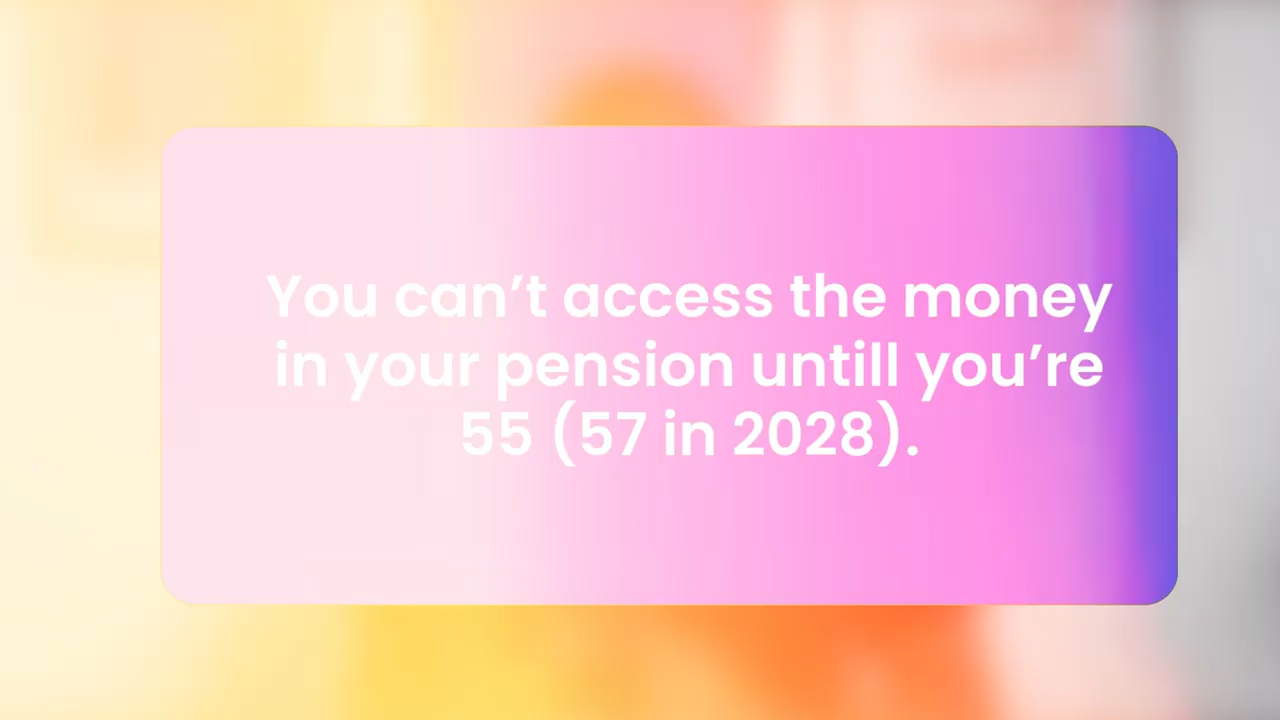 You can’t access the money
in your pension untill you’re
55 (57 in 2028).